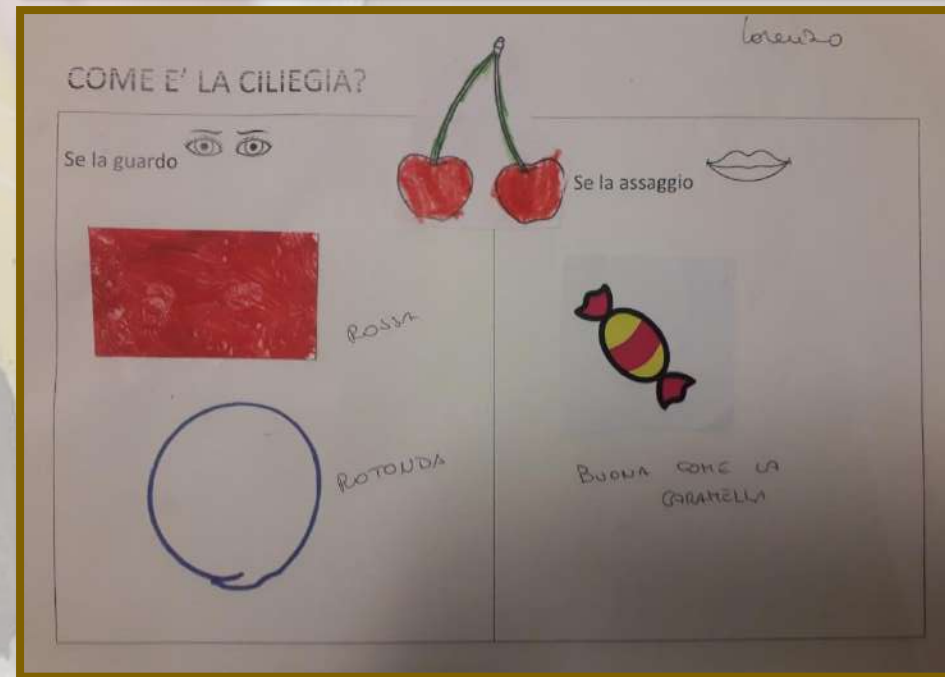 Lorenzo
COME E' LA CILIEGIA?
Se la guardo
Se la assaggio
ROSSA
ROTONDA
BUONA COME LA
CARAMELLA